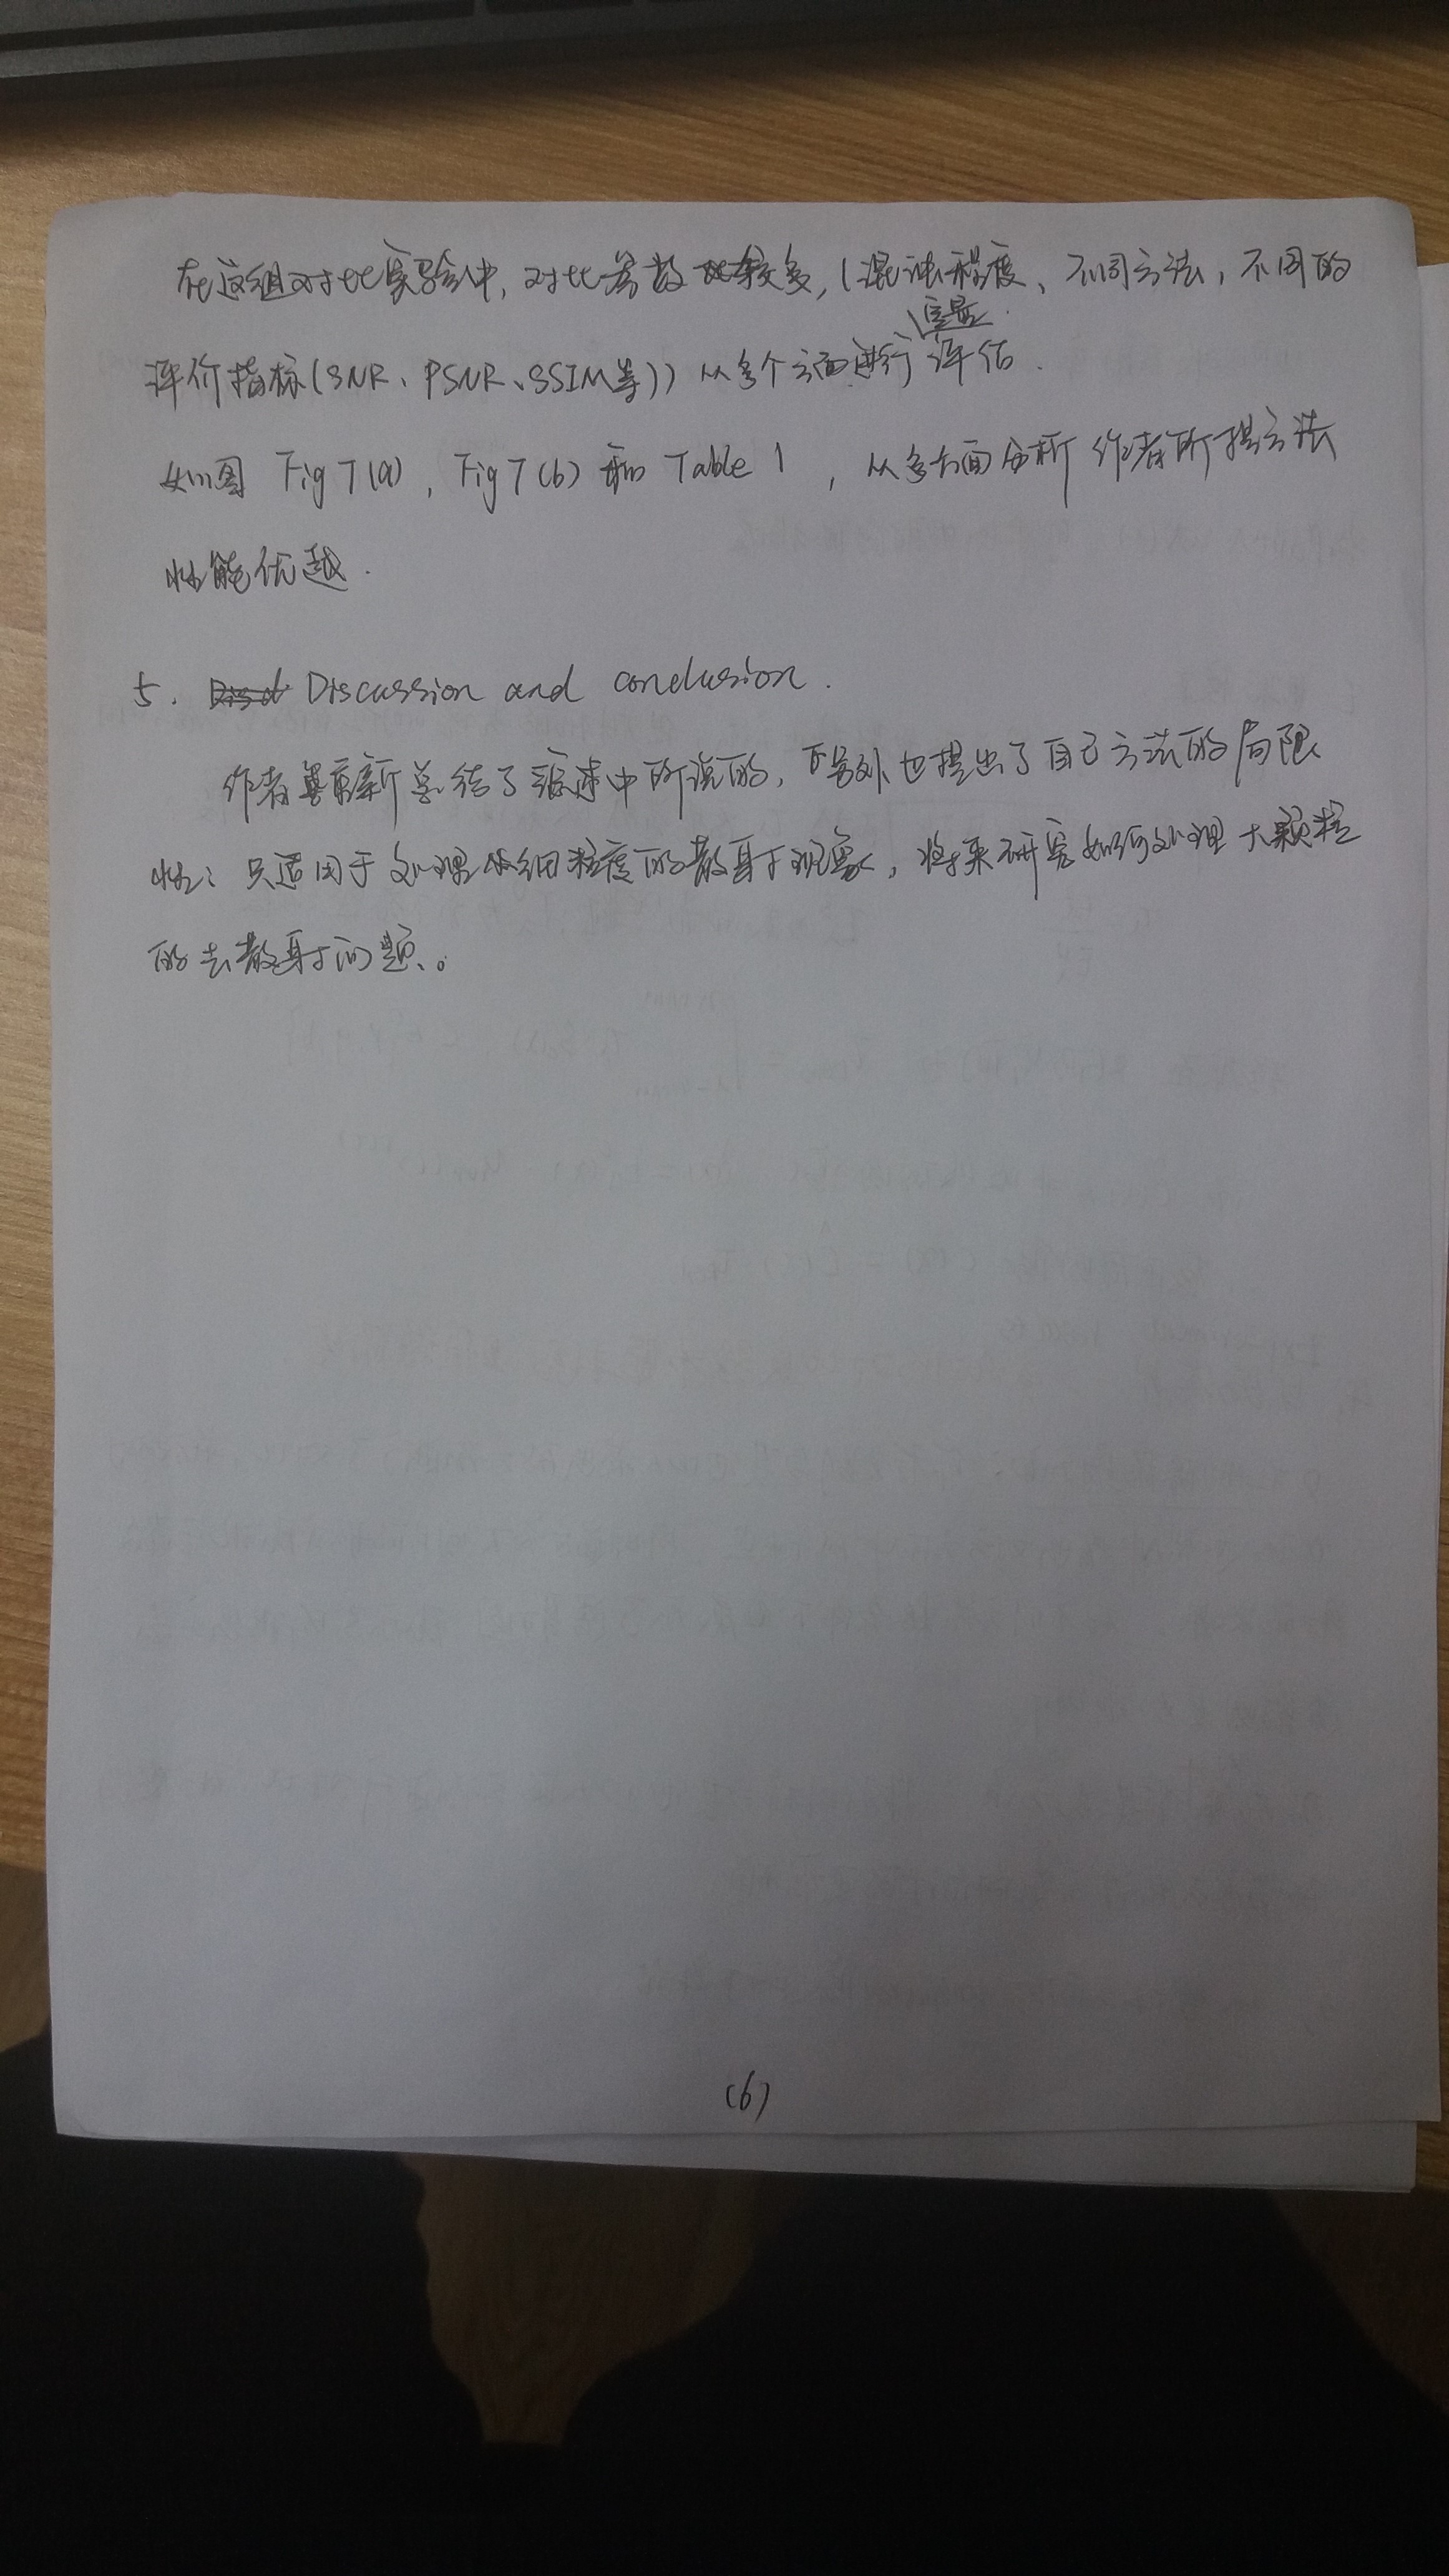 在这组对比实验中,对比参数比较多,(混浊程度、不同方法,不同的
定量
评价指标(SNR、PSNR、SSIM等))从多个方面进行评估.
如图 Fig 7(a), Fig 7(b) 和 Table 1 ,从多方面分析 作者所提方法
性能优越.
5. Discussion and conclusion.
作者重新总结了综述中所说的,另外也提出了自己方法的局限
性:只适用于处理细粒度的散射现象,将来研究如何处理大颗粒
的去散射问题。
(6)